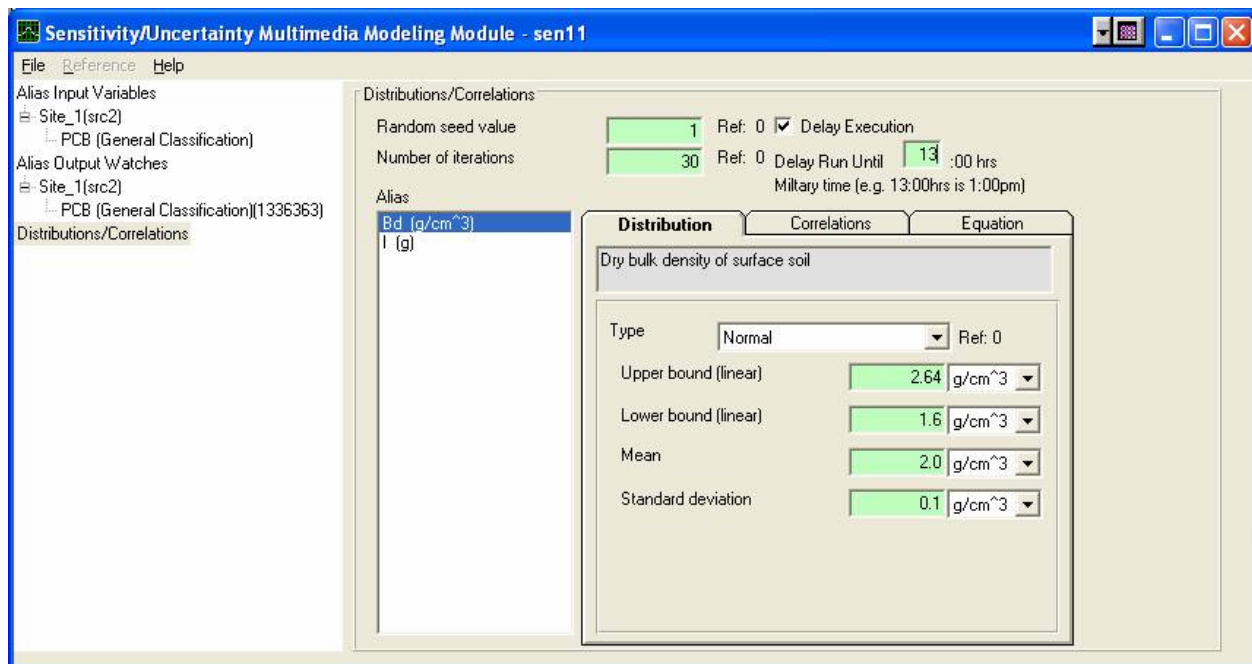 Sensitivity/Uncertainty Multimedia Modeling Module - sen11
File Reference Help
Alias Input Variables
Site_1(src2)
PCB (General Classification)
Alias Output Watches
Site_1(src2)
PCB (General Classification)(1336363)
Distributions/Correlations
Distributions/Correlations
Random seed value 1 Ref: 0 Delay Execution
Number of iterations 30 Ref: 0 Delay Run Until 13 :00 hrs
Miltary time (e.g. 13:00hrs is 1:00pm)
Alias
Bd (g/cm^3)
I (g)
Distribution Correlations Equation
Dry bulk density of surface soil
Type Normal Ref: 0
Upper bound (linear) 2.64 g/cm^3
Lower bound (linear) 1.6 g/cm^3
Mean 2.0 g/cm^3
Standard deviation 0.1 g/cm^3